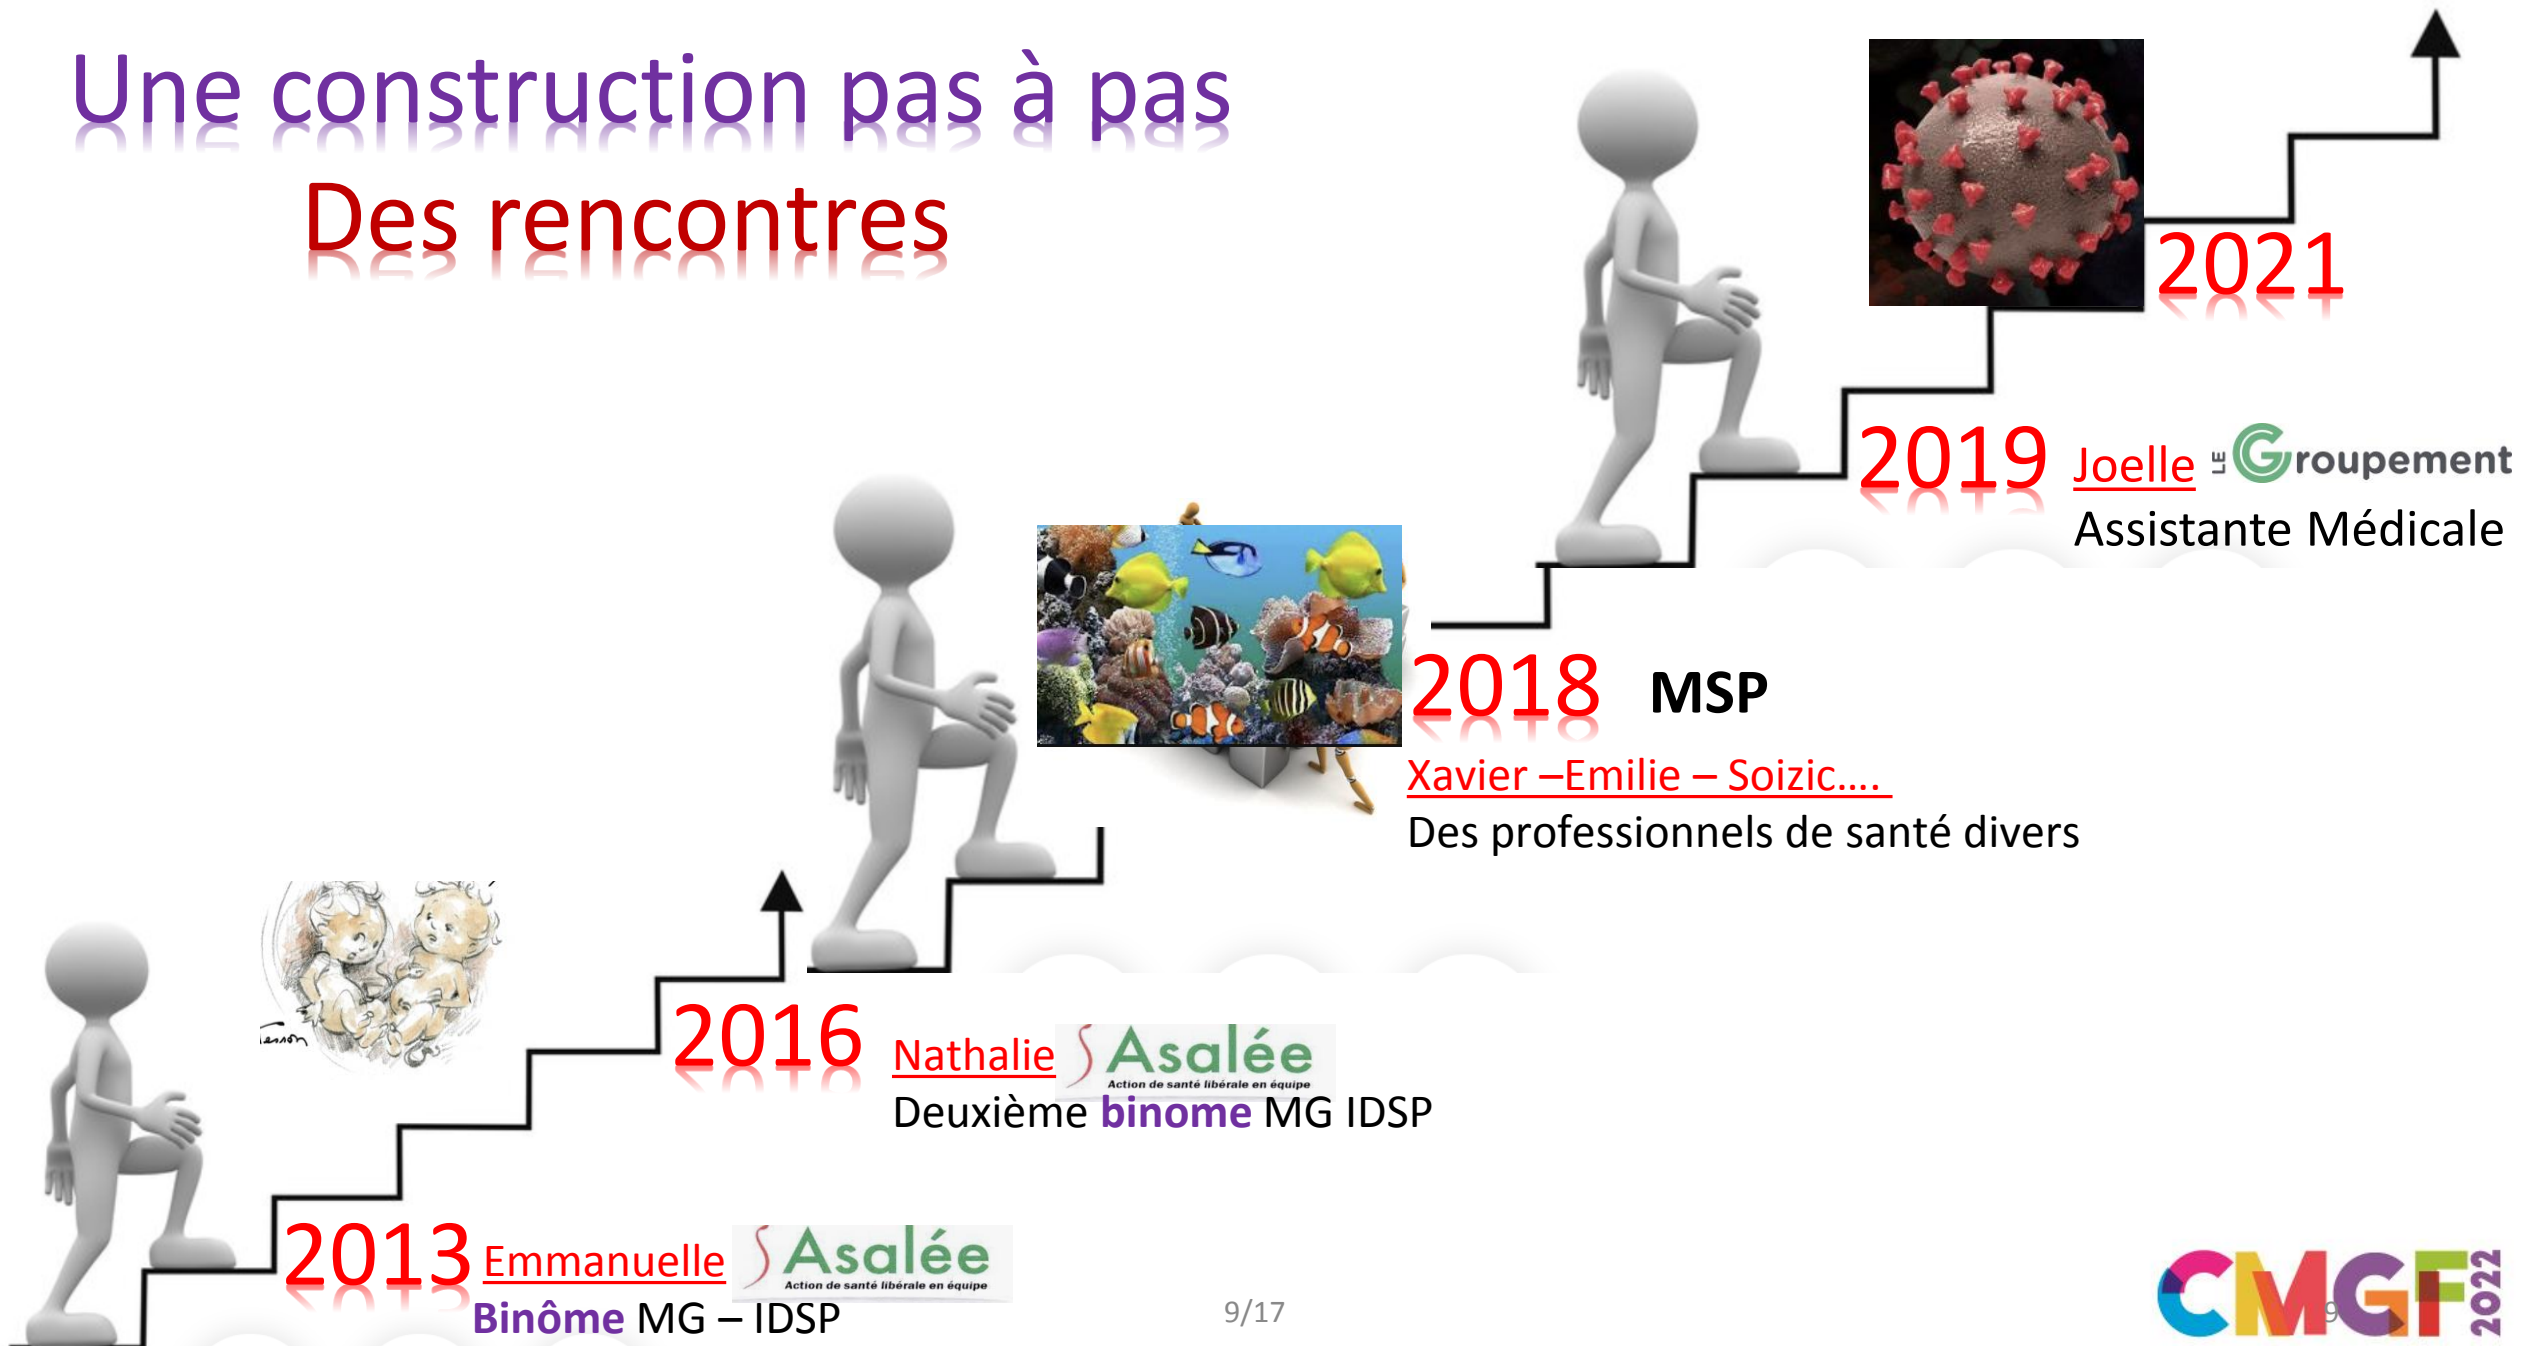 Une construction pas à pas
Des rencontres
2021
2019 Joelle LE Groupement
Assistante Médicale
2018 MSP
Xavier –Emilie – Soizic....
Des professionnels de santé divers
2016 Nathalie Asalée
Action de santé libérale en équipe
Deuxième binome MG IDSP
2013 Emmanuelle Asalée
Action de santé libérale en équipe
Binôme MG – IDSP
9/17
9
CMGF 2022